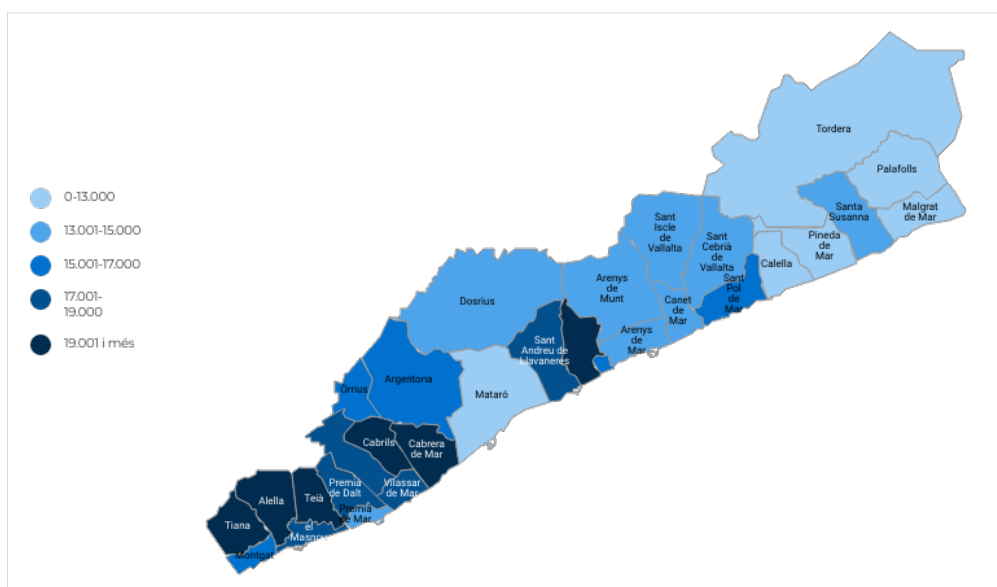 0-13.000
13.001-15.000
15.001-17.000
17.001-
19.000
19.001 i més
Tordera
Palafolls
Malgrat
de Mar
Santa
Susanna
Pineda
de
Mar
Calella
Sant
Iscle
de
Vallalta
Sant
Cebrià
de
Vallalta
Sant
Pol
de
Mar
Canet
de
Mar
Arenys
de
Munt
Arenys
de
Mar
Dosrius
Sant
Andreu de
Llavaneres
Mataró
Argentona
Òrrius
Cabrils
Cabrera
de Mar
Vilassar
de Mar
Premià
de Dalt
Premià
de Mar
Teià
Alella
el
Masnou
Tiana
Montgat